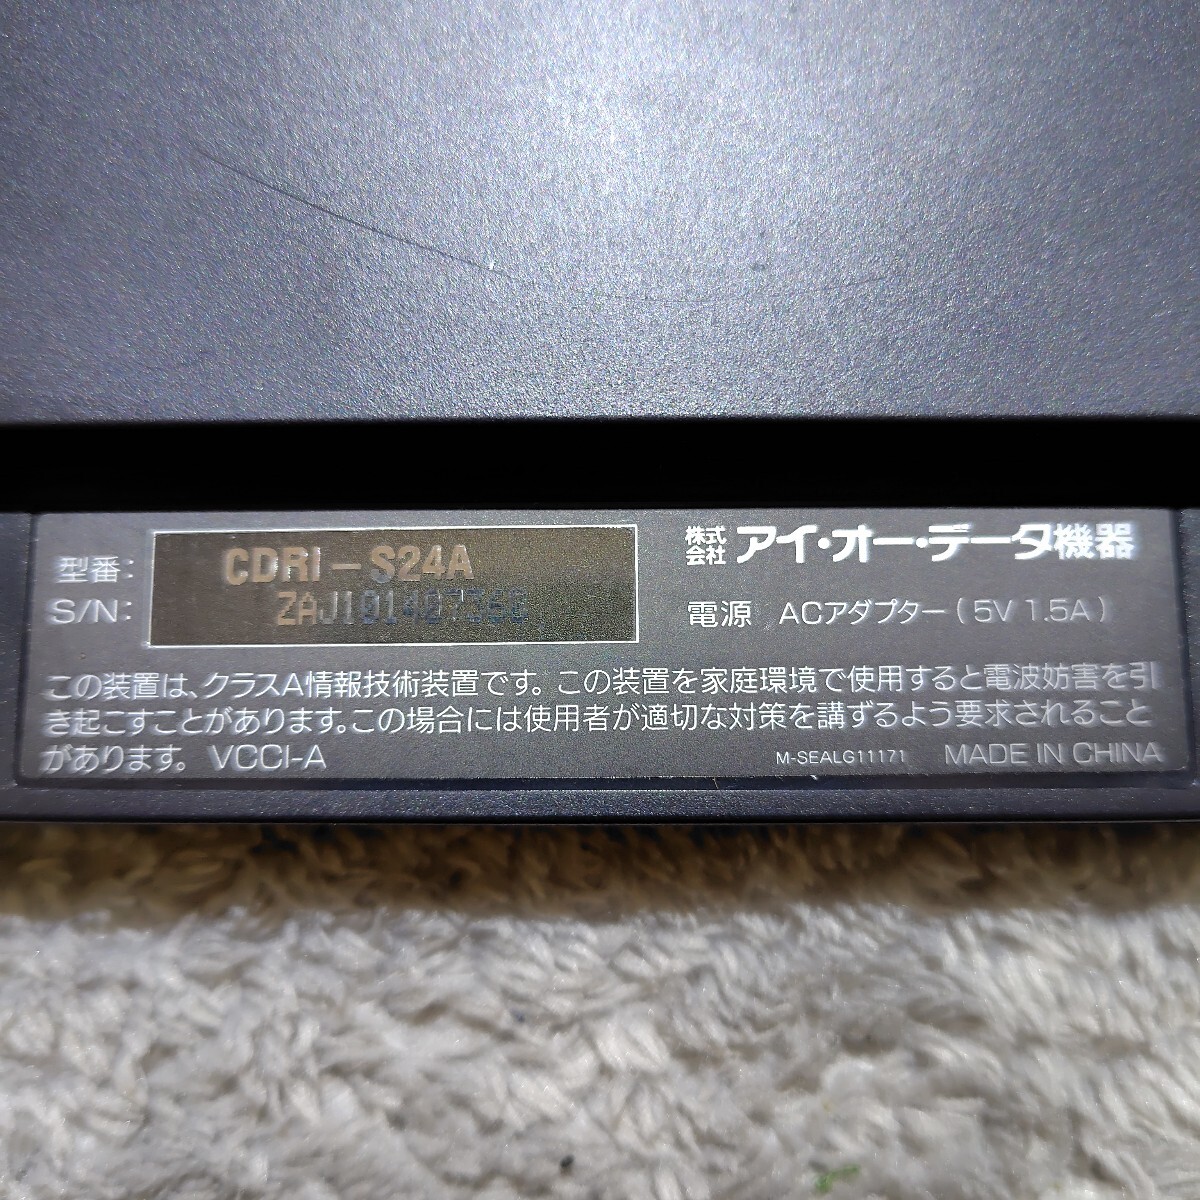 型番: CDRI-S24A
S/N:
株式会社 アイ・オー・データ機器
電源 ACアダプター(5V 1.5A)
この装置は、クラスA情報技術装置です。この装置を家庭環境で使用すると電波妨害を引
き起こすことがあります。この場合には使用者が適切な対策を講ずるよう要求されること
があります。 VCCI-A
M-SEALG11171 MADE IN CHINA